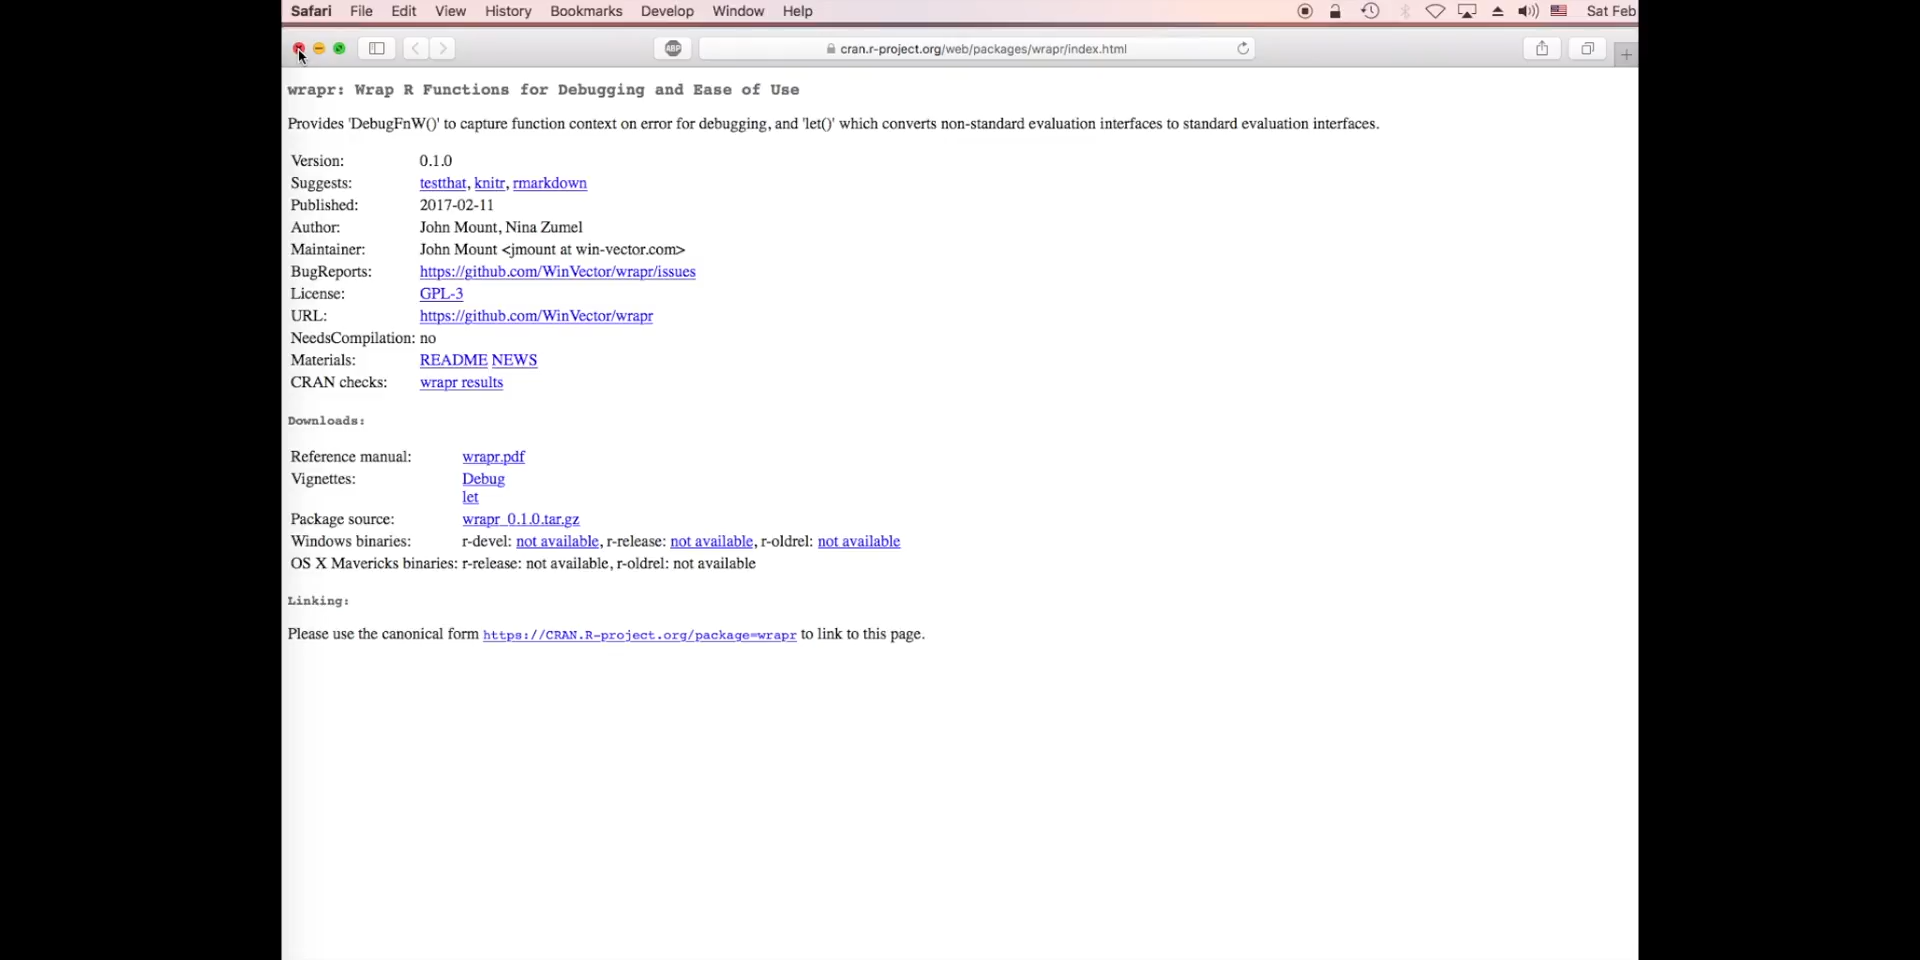 Safari File Edit View History Bookmarks Develop Window Help Sat Feb
ABP cran.r-project.org/web/packages/wrapr/index.html
wrapr: Wrap R Functions for Debugging and Ease of Use
Provides 'DebugFnW()' to capture function context on error for debugging, and 'let()' which converts non-standard evaluation interfaces to standard evaluation interfaces.
Version: 0.1.0
Suggests: testthat, knitr, rmarkdown
Published: 2017-02-11
Author: John Mount, Nina Zumel
Maintainer: John Mount <jmount at win-vector.com>
BugReports: https://github.com/WinVector/wrapr/issues
License: GPL-3
URL: https://github.com/WinVector/wrapr
NeedsCompilation: no
Materials: README NEWS
CRAN checks: wrapr results
Downloads:
Reference manual: wrapr.pdf
Vignettes: Debug
let
Package source: wrapr_0.1.0.tar.gz
Windows binaries: r-devel: not available, r-release: not available, r-oldrel: not available
OS X Mavericks binaries: r-release: not available, r-oldrel: not available
Linking:
Please use the canonical form https://CRAN.R-project.org/package=wrapr to link to this page.